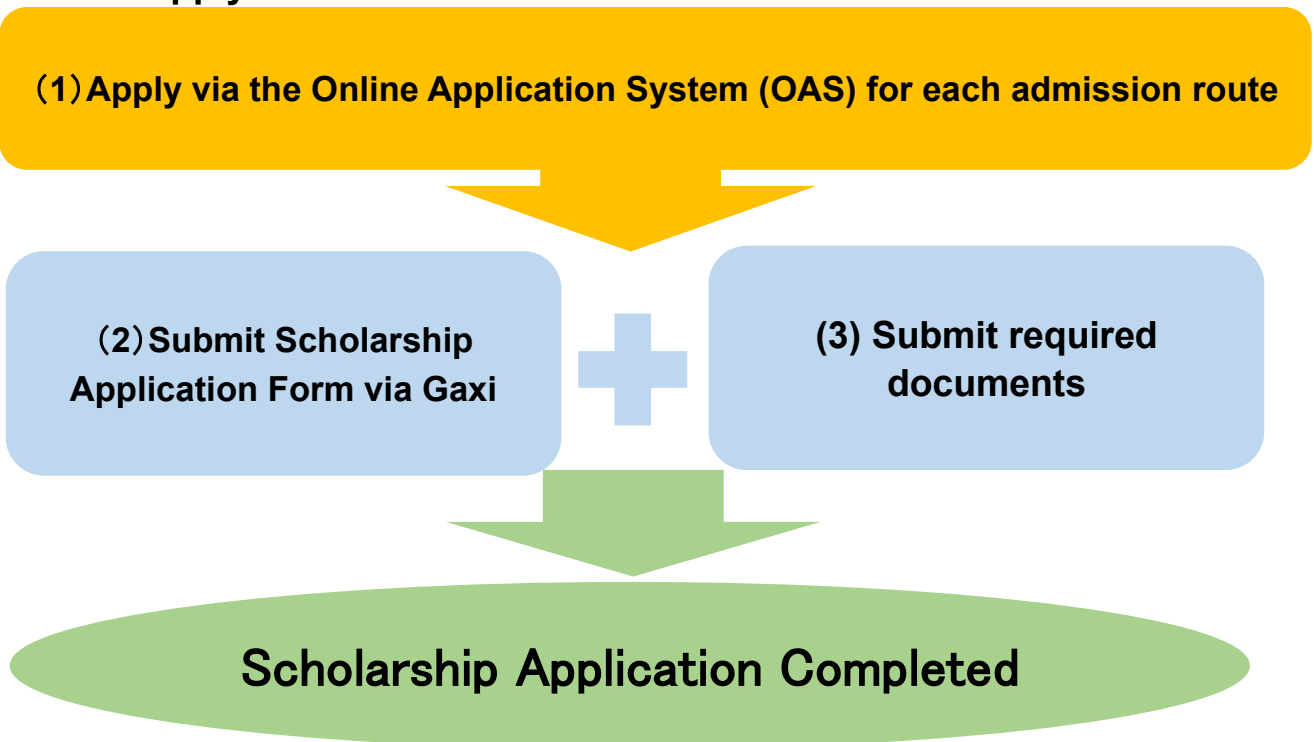 （1）Apply via the Online Application System (OAS) for each admission route
（2）Submit Scholarship
Application Form via Gaxi
(3) Submit required
documents
Scholarship Application Completed